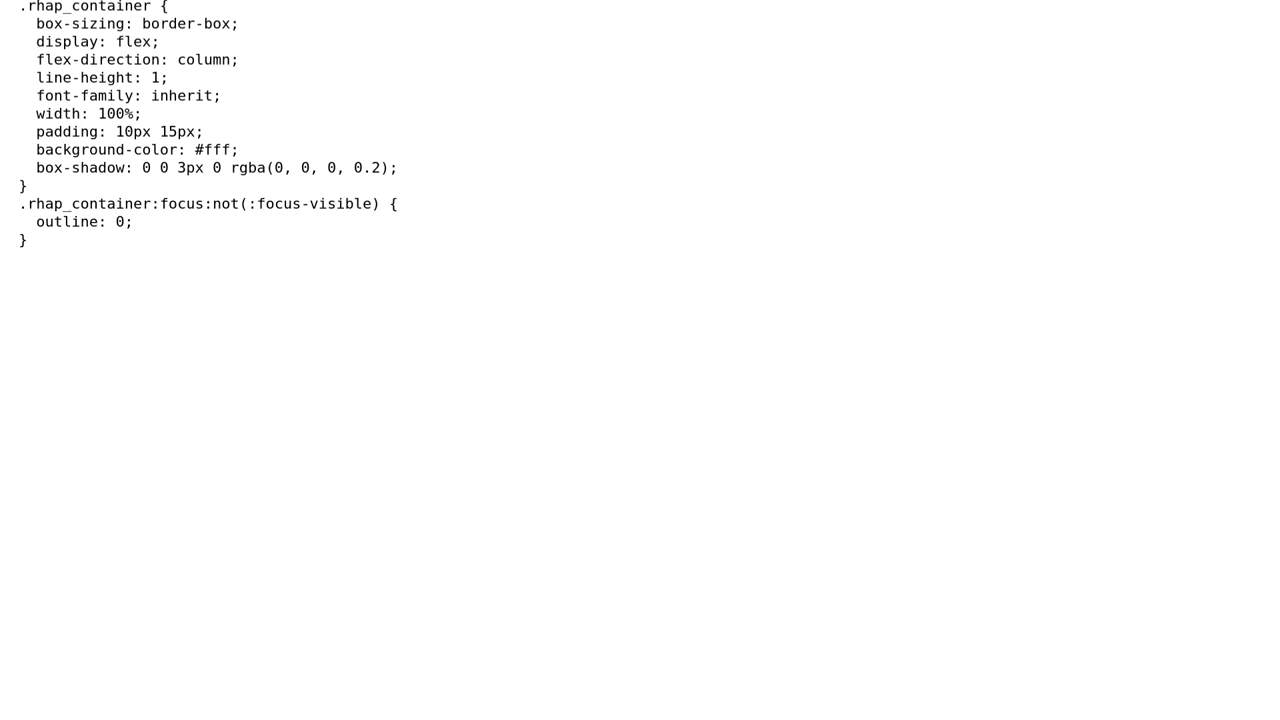 .rhap_container {
  box-sizing: border-box;
  display: flex;
  flex-direction: column;
  line-height: 1;
  font-family: inherit;
  width: 100%;
  padding: 10px 15px;
  background-color: #fff;
  box-shadow: 0 0 3px 0 rgba(0, 0, 0, 0.2);
}
.rhap_container:focus:not(:focus-visible) {
  outline: 0;
}